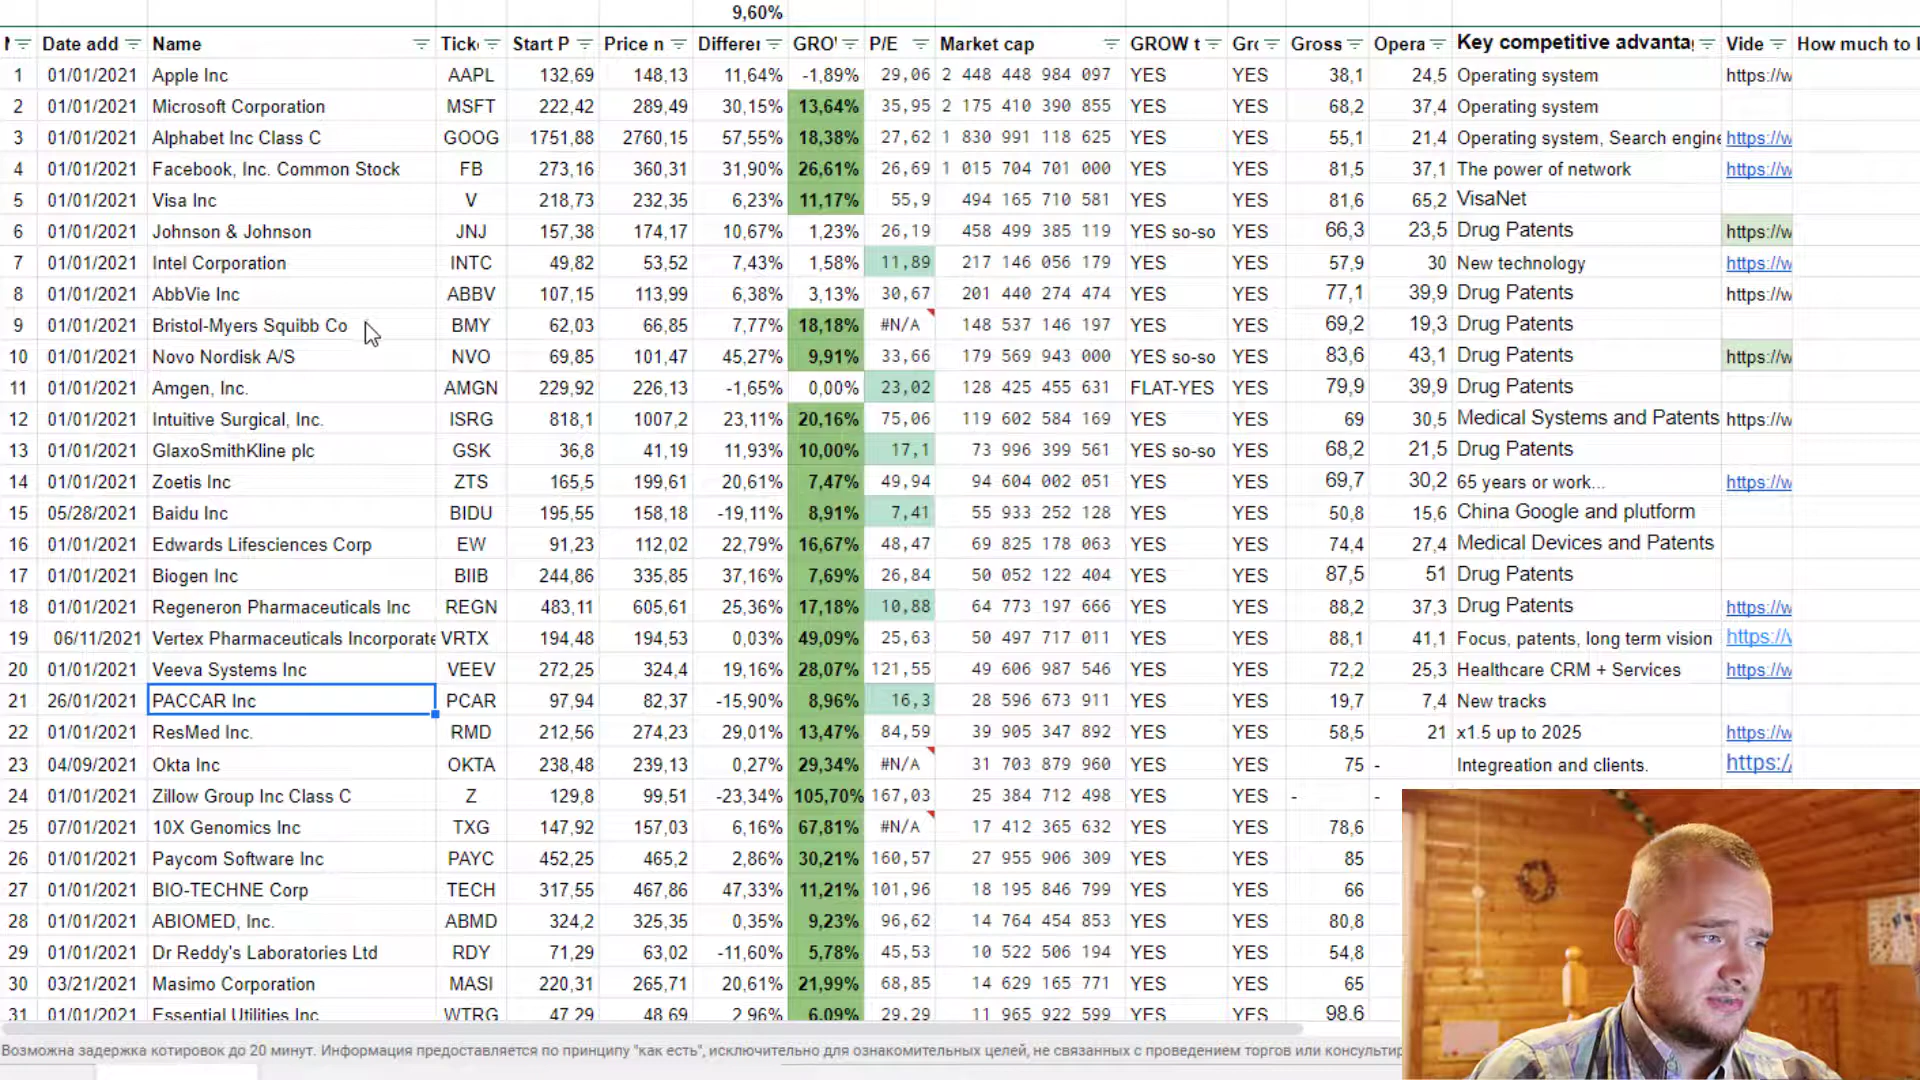 9,60%
Date add Name Tick Start P Price n Differer GRO P/E Market cap GROW t Gro Gross Opera Key competitive advanta Vide How much to
1 01/01/2021 Apple Inc AAPL 132,69 148,13 11,64% -1,89% 29,06 2 448 448 984 097 YES YES 38,1 24,5 Operating system https://w
2 01/01/2021 Microsoft Corporation MSFT 222,42 289,49 30,15% 13,64% 35,95 2 175 410 390 855 YES YES 68,2 37,4 Operating system
3 01/01/2021 Alphabet Inc Class C GOOG 1751,88 2760,15 57,55% 18,38% 27,62 1 830 991 118 625 YES YES 55,1 21,4 Operating system, Search engine https://w
4 01/01/2021 Facebook, Inc. Common Stock FB 273,16 360,31 31,90% 26,61% 26,69 1 015 704 701 000 YES YES 81,5 37,1 The power of network https://w
5 01/01/2021 Visa Inc V 218,73 232,35 6,23% 11,17% 55,9 494 165 710 581 YES YES 81,6 65,2 VisaNet
6 01/01/2021 Johnson & Johnson JNJ 157,38 174,17 10,67% 1,23% 26,19 458 499 385 119 YES so-so YES 66,3 23,5 Drug Patents https://w
7 01/01/2021 Intel Corporation INTC 49,82 53,52 7,43% 1,58% 11,89 217 146 056 179 YES YES 57,9 30 New technology https://w
8 01/01/2021 AbbVie Inc ABBV 107,15 113,99 6,38% 3,13% 30,67 201 440 274 474 YES YES 77,1 39,9 Drug Patents https://w
9 01/01/2021 Bristol-Myers Squibb Co BMY 62,03 66,85 7,77% 18,18% #N/A 148 537 146 197 YES YES 69,2 19,3 Drug Patents
10 01/01/2021 Novo Nordisk A/S NVO 69,85 101,47 45,27% 9,91% 33,66 179 569 943 000 YES so-so YES 83,6 43,1 Drug Patents https://w
11 01/01/2021 Amgen, Inc. AMGN 229,92 226,13 -1,65% 0,00% 23,02 128 425 455 631 FLAT-YES YES 79,9 39,9 Drug Patents
12 01/01/2021 Intuitive Surgical, Inc. ISRG 818,1 1007,2 23,11% 20,16% 75,06 119 602 584 169 YES YES 69 30,5 Medical Systems and Patents https://w
13 01/01/2021 GlaxoSmithKline plc GSK 36,8 41,19 11,93% 10,00% 17,1 73 996 399 561 YES so-so YES 68,2 21,5 Drug Patents
14 01/01/2021 Zoetis Inc ZTS 165,5 199,61 20,61% 7,47% 49,94 94 604 002 051 YES YES 69,7 30,2 65 years or work... https://w
15 05/28/2021 Baidu Inc BIDU 195,55 158,18 -19,11% 8,91% 7,41 55 933 252 128 YES YES 50,8 15,6 China Google and plutform
16 01/01/2021 Edwards Lifesciences Corp EW 91,23 112,02 22,79% 16,67% 48,47 69 825 178 063 YES YES 74,4 27,4 Medical Devices and Patents
17 01/01/2021 Biogen Inc BIIB 244,86 335,85 37,16% 7,69% 26,84 50 052 122 404 YES YES 87,5 51 Drug Patents
18 01/01/2021 Regeneron Pharmaceuticals Inc REGN 483,11 605,61 25,36% 17,18% 10,88 64 773 197 666 YES YES 88,2 37,3 Drug Patents https://w
19 06/11/2021 Vertex Pharmaceuticals Incorporate VRTX 194,48 194,53 0,03% 49,09% 25,63 50 497 717 011 YES YES 88,1 41,1 Focus, patents, long term vision https://
20 01/01/2021 Veeva Systems Inc VEEV 272,25 324,4 19,16% 28,07% 121,55 49 606 987 546 YES YES 72,2 25,3 Healthcare CRM + Services https://w
21 26/01/2021 PACCAR Inc PCAR 97,94 82,37 -15,90% 8,96% 16,3 28 596 673 911 YES YES 19,7 7,4 New tracks
22 01/01/2021 ResMed Inc. RMD 212,56 274,23 29,01% 13,47% 84,59 39 905 347 892 YES YES 58,5 21 x1.5 up to 2025 https://w
23 04/09/2021 Okta Inc OKTA 238,48 239,13 0,27% 29,34% #N/A 31 703 879 960 YES YES 75 - Integreation and clients. https:/
24 01/01/2021 Zillow Group Inc Class C Z 129,8 99,51 -23,34% 105,70% 167,03 25 384 712 498 YES YES - -
25 07/01/2021 10X Genomics Inc TXG 147,92 157,03 6,16% 67,81% #N/A 17 412 365 632 YES YES 78,6
26 01/01/2021 Paycom Software Inc PAYC 452,25 465,2 2,86% 30,21% 160,57 27 955 906 309 YES YES 85
27 01/01/2021 BIO-TECHNE Corp TECH 317,55 467,86 47,33% 11,21% 101,96 18 195 846 799 YES YES 66
28 01/01/2021 ABIOMED, Inc. ABMD 324,2 325,35 0,35% 9,23% 96,62 14 764 454 853 YES YES 80,8
29 01/01/2021 Dr Reddy's Laboratories Ltd RDY 71,29 63,02 -11,60% 5,78% 45,53 10 522 506 194 YES YES 54,8
30 03/21/2021 Masimo Corporation MASI 220,31 265,71 20,61% 21,99% 68,85 14 629 165 771 YES YES 65
31 01/01/2021 Essential Utilities Inc WTRG 47,29 48,69 2,96% 6,09% 29,29 11 965 922 599 YES YES 98,6
Возможна задержка котировок до 20 минут. Информация предоставляется по принципу "как есть", исключительно для ознакомительных целей, не связанных с проведением торгов или консультир